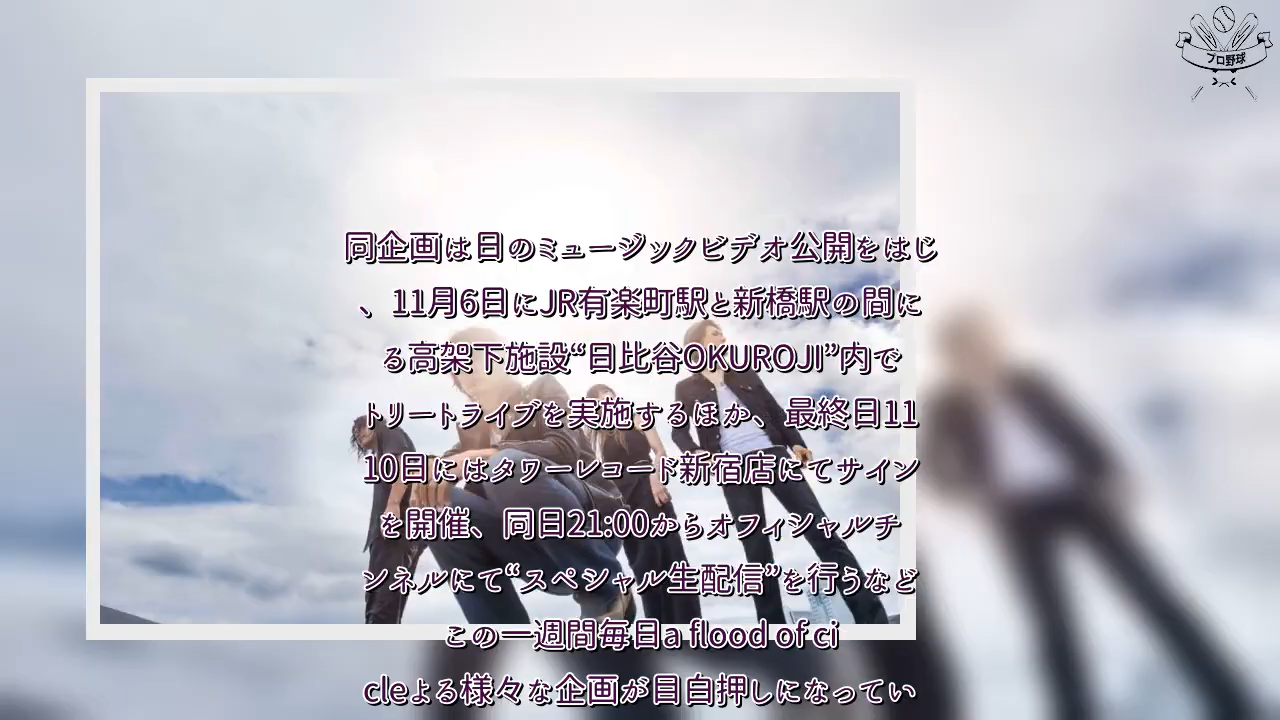 プロ野球
同企画は日のミュージックビデオ公開をはじ
、11月6日にJR有楽町駅と新橋駅の間に
る高架下施設“日比谷OKUROJI”内で
トリートライブを実施するほか、最終日11
10日にはタワーレコード新宿店にてサイン
を開催、同日21:00からオフィシャルチ
ンネルにて“スペシャル生配信”を行うなど
この一週間毎日a flood of ci
cleよる様々な企画が目白押しになってい